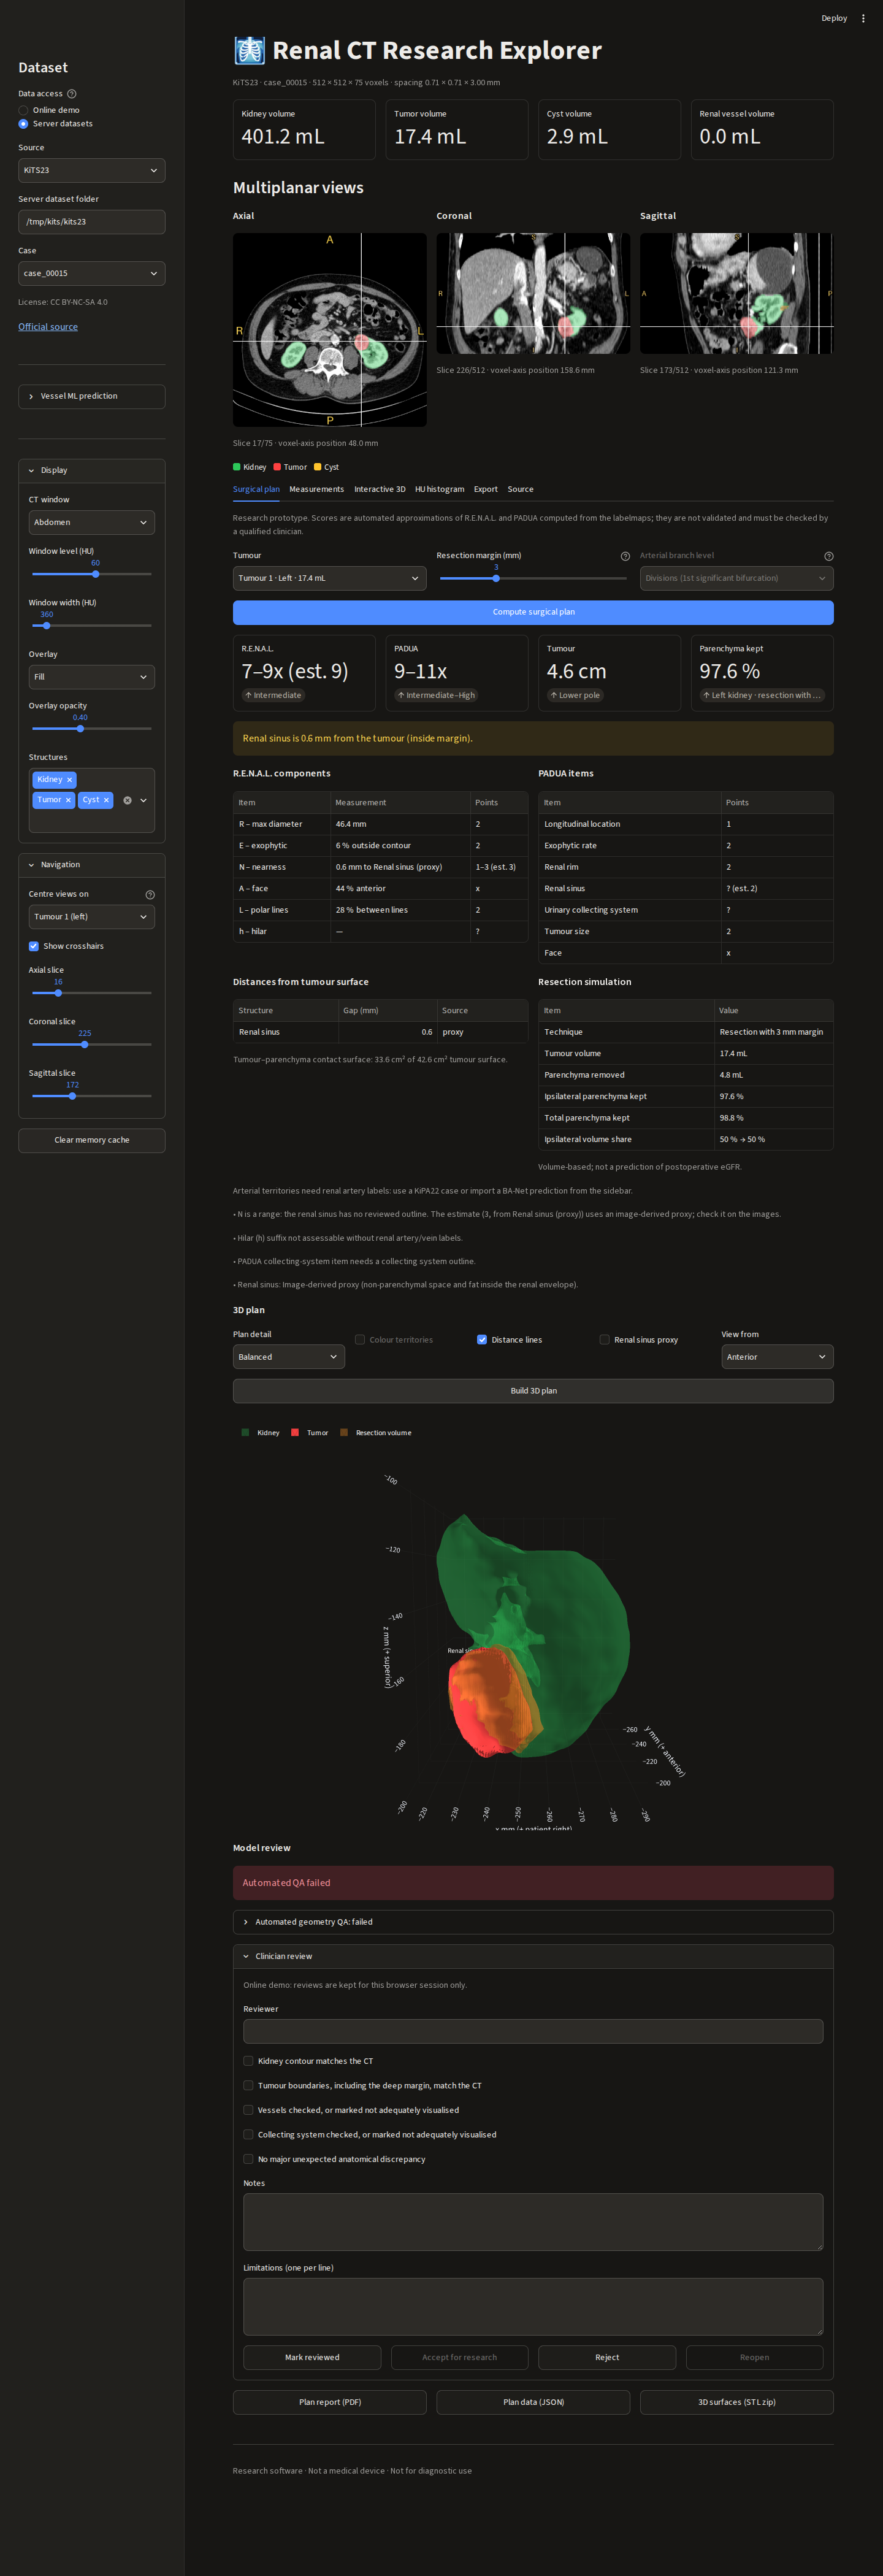 Deploy
Dataset
Data access
Online demo
Server datasets
Source
KiTS23
Server dataset folder
/tmp/kits/kits23
Case
case_00015
License: CC BY-NC-SA 4.0
Official source
Vessel ML prediction
Display
CT window
Abdomen
Window level (HU)
60
Window width (HU)
360
Overlay
Fill
Overlay opacity
0.40
Structures
Kidney
Tumor Cyst
Navigation
Centre views on
Tumour 1 (left)
Show crosshairs
Axial slice
16
Coronal slice
225
Sagittal slice
172
Clear memory cache
Renal CT Research Explorer
KiTS23 · case_00015 · 512 × 512 × 75 voxels · spacing 0.71 × 0.71 × 3.00 mm
Kidney volume
401.2 mL
Tumor volume
17.4 mL
Cyst volume
2.9 mL
Renal vessel volume
0.0 mL
Multiplanar views
Axial
Coronal
Sagittal
A
R
L
P
R
L
A
P
Slice 17/75 · voxel-axis position 48.0 mm
Slice 226/512 · voxel-axis position 158.6 mm
Slice 173/512 · voxel-axis position 121.3 mm
Kidney Tumor Cyst
Surgical plan Measurements Interactive 3D HU histogram Export Source
Research prototype. Scores are automated approximations of R.E.N.A.L. and PADUA computed from the labelmaps; they are not validated and must be checked by
a qualified clinician.
Tumour
Tumour 1 · Left · 17.4 mL
Resection margin (mm)
3
Arterial branch level
Divisions (1st significant bifurcation)
Compute surgical plan
R.E.N.A.L.
7–9x (est. 9)
↑ Intermediate
PADUA
9–11x
↑ Intermediate–High
Tumour
4.6 cm
↑ Lower pole
Parenchyma kept
97.6 %
↑ Left kidney · resection with ...
Renal sinus is 0.6 mm from the tumour (inside margin).
R.E.N.A.L. components
Item Measurement Points
R – max diameter 46.4 mm 2
E – exophytic 6 % outside contour 2
N – nearness 0.6 mm to Renal sinus (proxy) 1–3 (est. 3)
A – face 44 % anterior x
L – polar lines 28 % between lines 2
h – hilar — ?
PADUA items
Item Points
Longitudinal location 1
Exophytic rate 2
Renal rim 2
Renal sinus ? (est. 2)
Urinary collecting system ?
Tumour size 2
Face x
Distances from tumour surface
Structure Gap (mm) Source
Renal sinus 0.6 proxy
Tumour–parenchyma contact surface: 33.6 cm² of 42.6 cm² tumour surface.
Resection simulation
Item Value
Technique Resection with 3 mm margin
Tumour volume 17.4 mL
Parenchyma removed 4.8 mL
Ipsilateral parenchyma kept 97.6 %
Total parenchyma kept 98.8 %
Ipsilateral volume share 50 % → 50 %
Volume-based; not a prediction of postoperative eGFR.
Arterial territories need renal artery labels: use a KiPA22 case or import a BA-Net prediction from the sidebar.
• N is a range: the renal sinus has no reviewed outline. The estimate (3, from Renal sinus (proxy)) uses an image-derived proxy; check it on the images.
• Hilar (h) suffix not assessable without renal artery/vein labels.
• PADUA collecting-system item needs a collecting system outline.
• Renal sinus: Image-derived proxy (non-parenchymal space and fat inside the renal envelope).
3D plan
Plan detail
Balanced
Colour territories
Distance lines
Renal sinus proxy
View from
Anterior
Build 3D plan
Kidney Tumor Resection volume
−100
−120
−140
−160
−180
−200
z mm (+ superior)
Renal
−220
−230
−240
−250
−260
−270
−280
−290
x mm (+ patient right)
−260
−240
−220
−200
y mm (+ anterior)
Model review
Automated QA failed
Automated geometry QA: failed
Clinician review
Online demo: reviews are kept for this browser session only.
Reviewer
Kidney contour matches the CT
Tumour boundaries, including the deep margin, match the CT
Vessels checked, or marked not adequately visualised
Collecting system checked, or marked not adequately visualised
No major unexpected anatomical discrepancy
Notes
Limitations (one per line)
Mark reviewed
Accept for research
Reject
Reopen
Plan report (PDF)
Plan data (JSON)
3D surfaces (STL zip)
Research software · Not a medical device · Not for diagnostic use